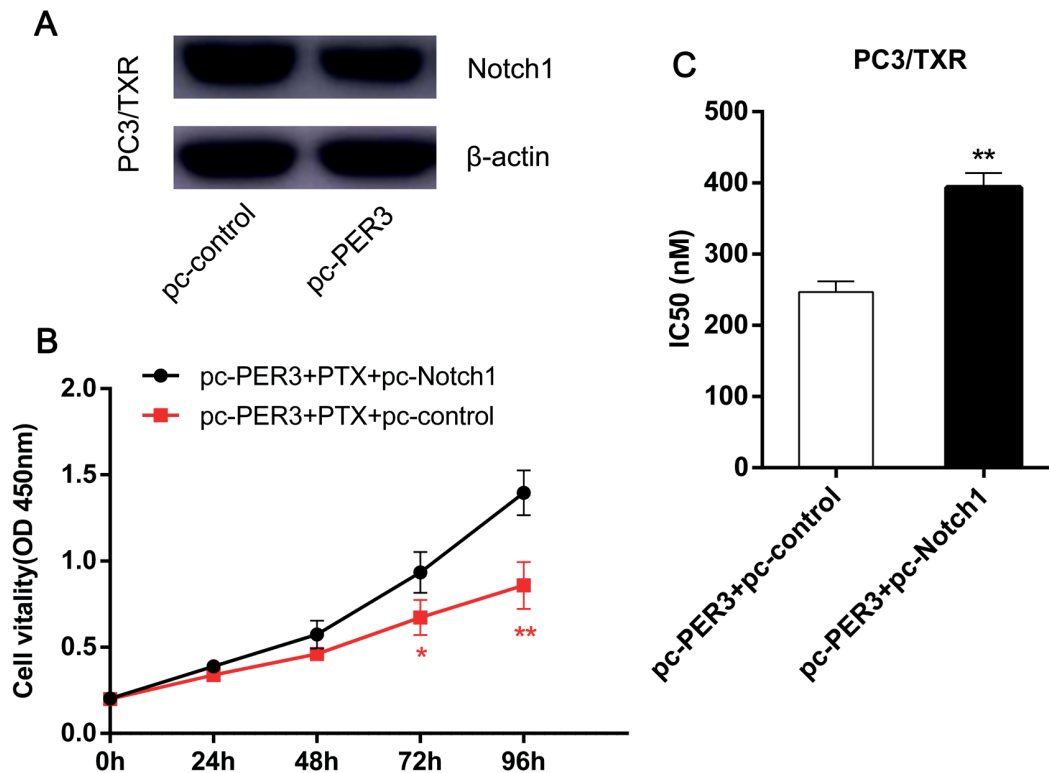 A
PC3/TXR
Notch1
β-actin
pc-control
pc-PER3
B
pc-PER3+PTX+pc-Notch1
pc-PER3+PTX+pc-control
Cell vitality(OD 450nm)
2.0
1.5
1.0
0.5
0.0
*
**
0h 24h 48h 72h 96h
C
PC3/TXR
IC50 (nM)
500
400
300
200
100
0
**
pc-PER3+pc-control
pc-PER3+pc-Notch1